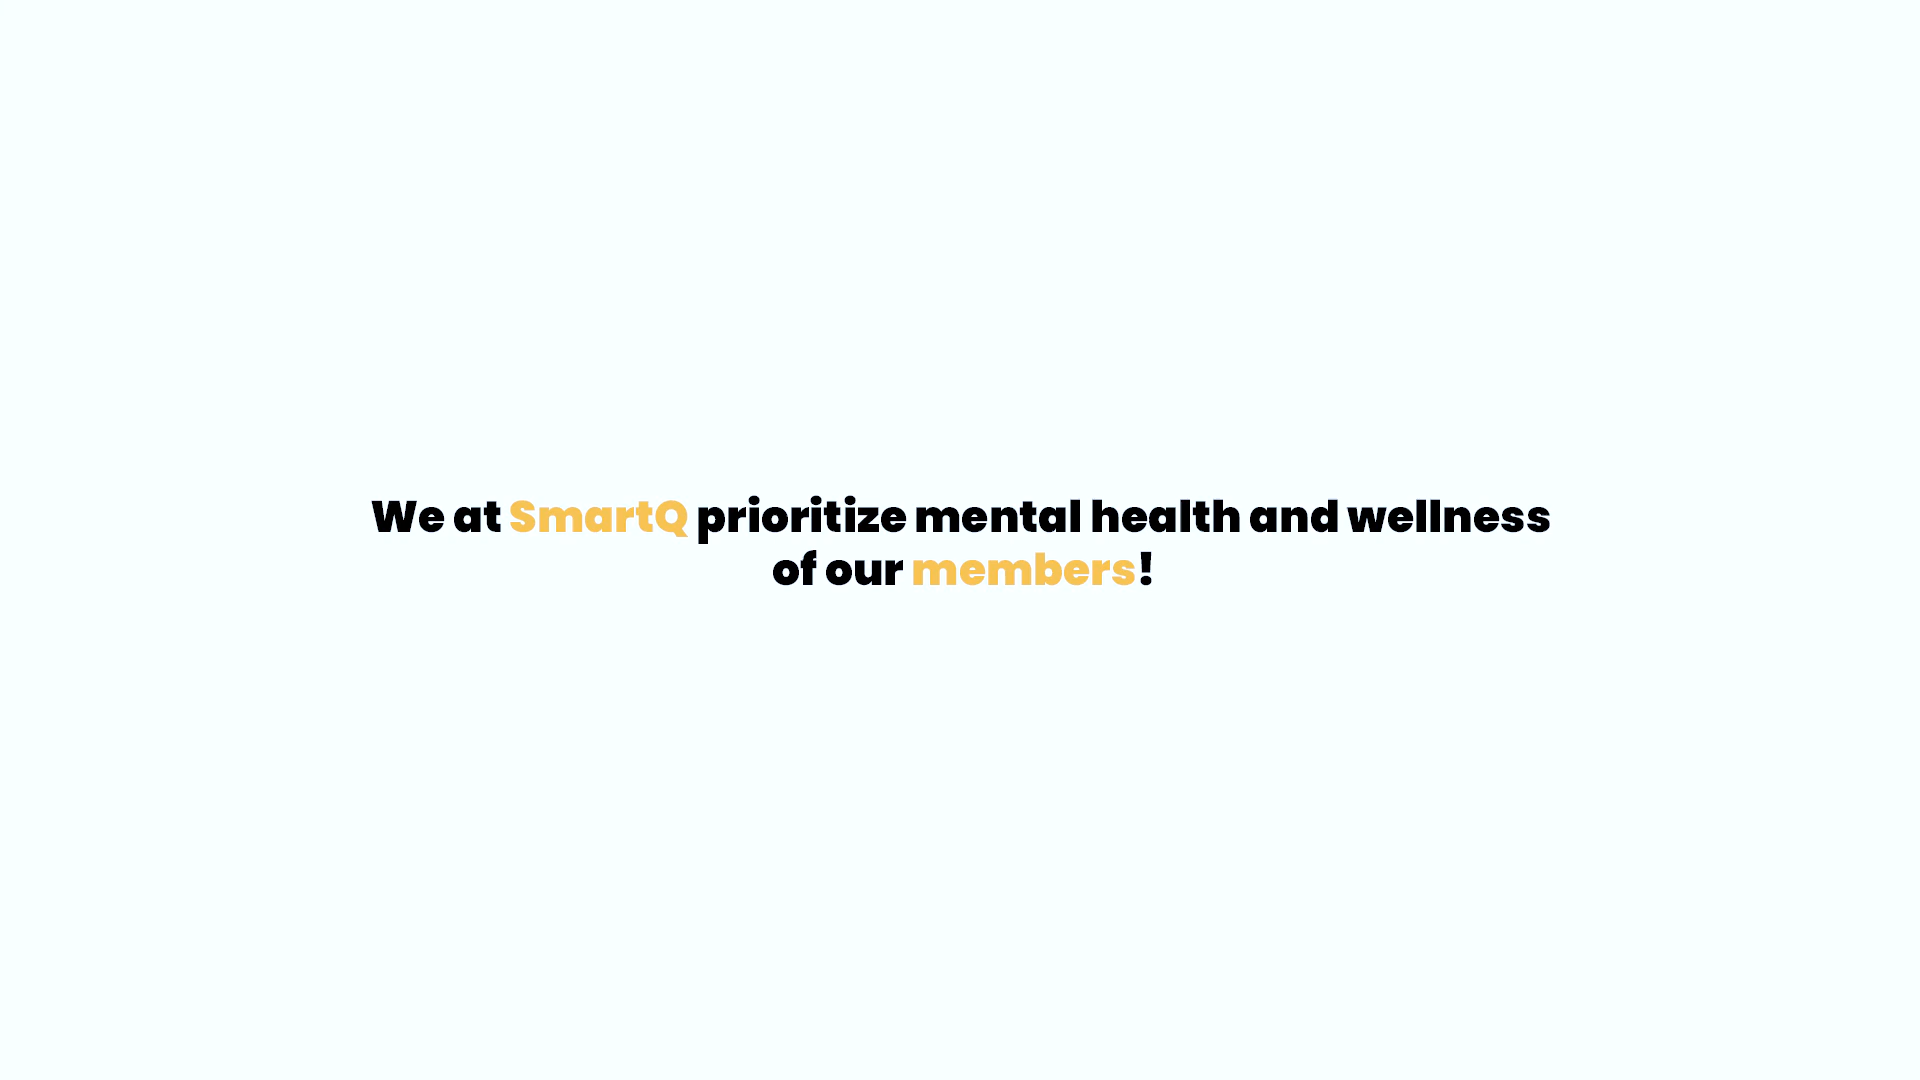 We at SmartQ prioritize mental health and wellness
of our members!